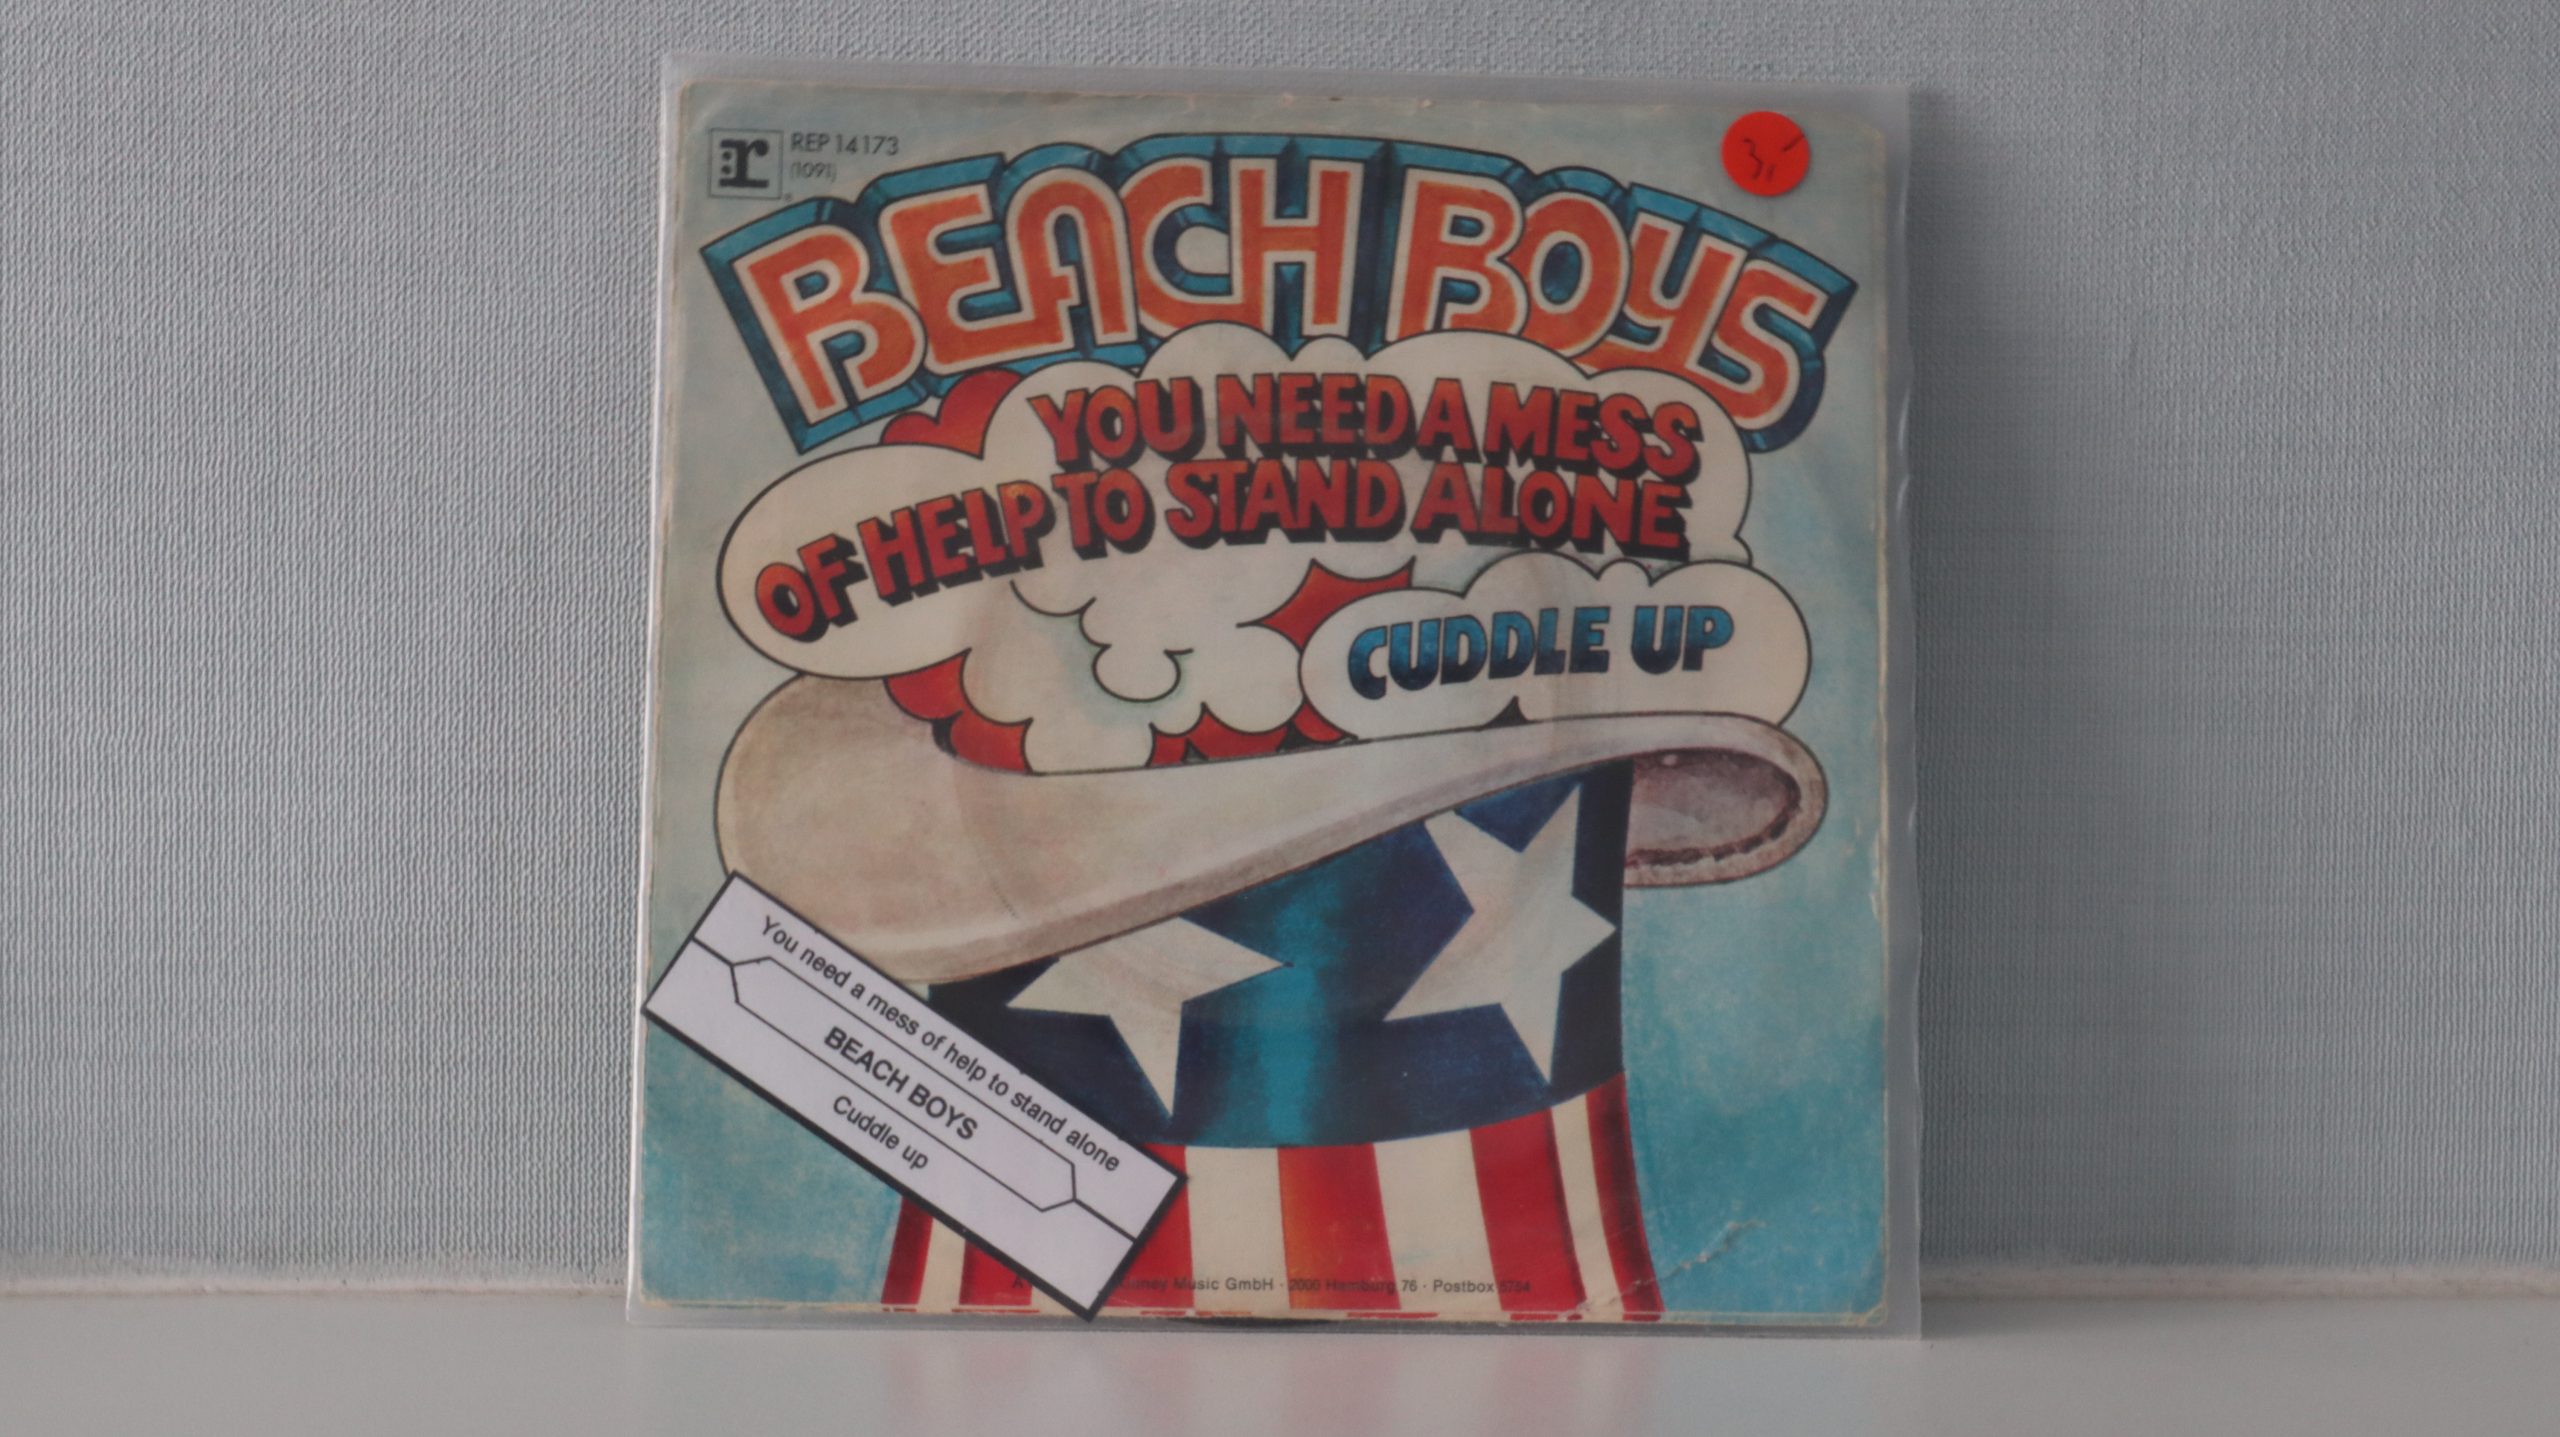 r
REP 14173
(1091)
®
3,-
BEACH BOYS
YOU NEED A MESS
OF HELP TO STAND ALONE
CUDDLE UP
You need a mess of help to stand alone
BEACH BOYS
Cuddle up
Music GmbH · 2000 Hamburg 76 · Postbox